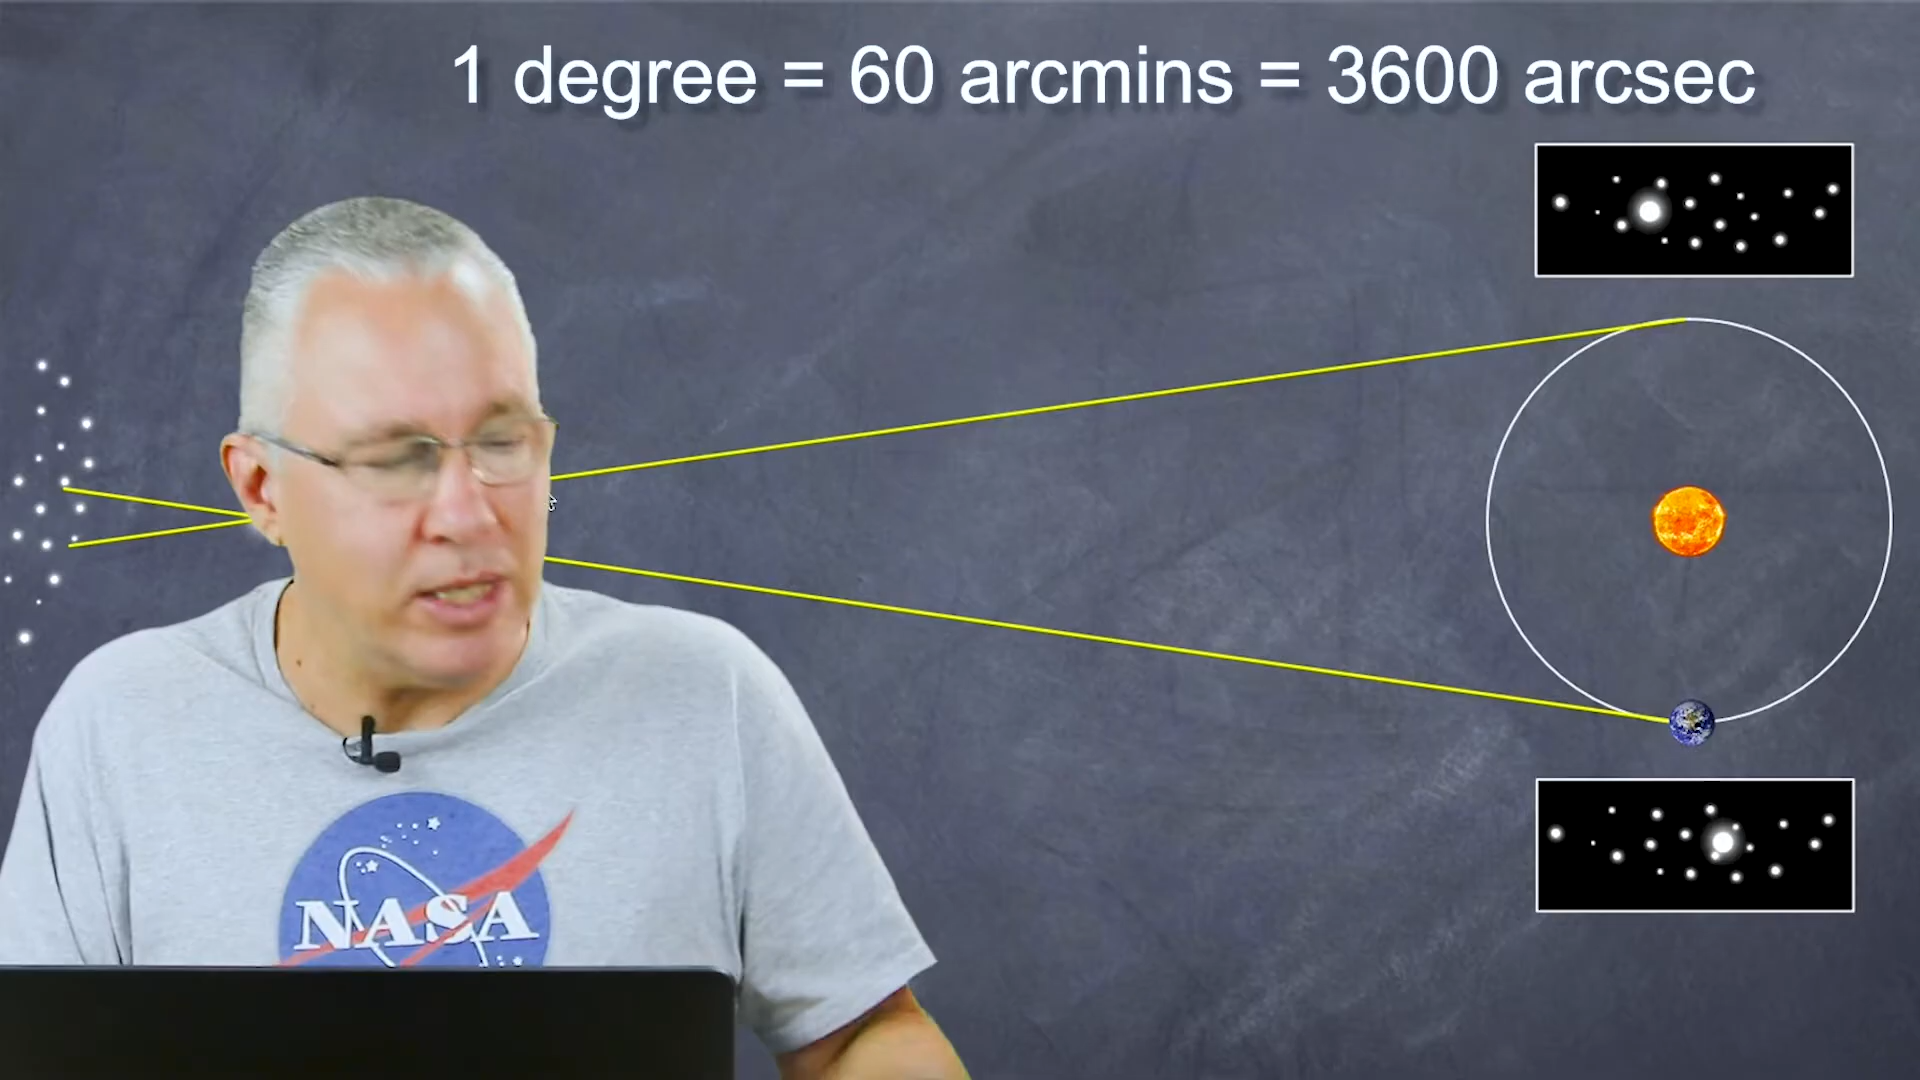 1 degree = 60 arcmins = 3600 arcsec
NASA